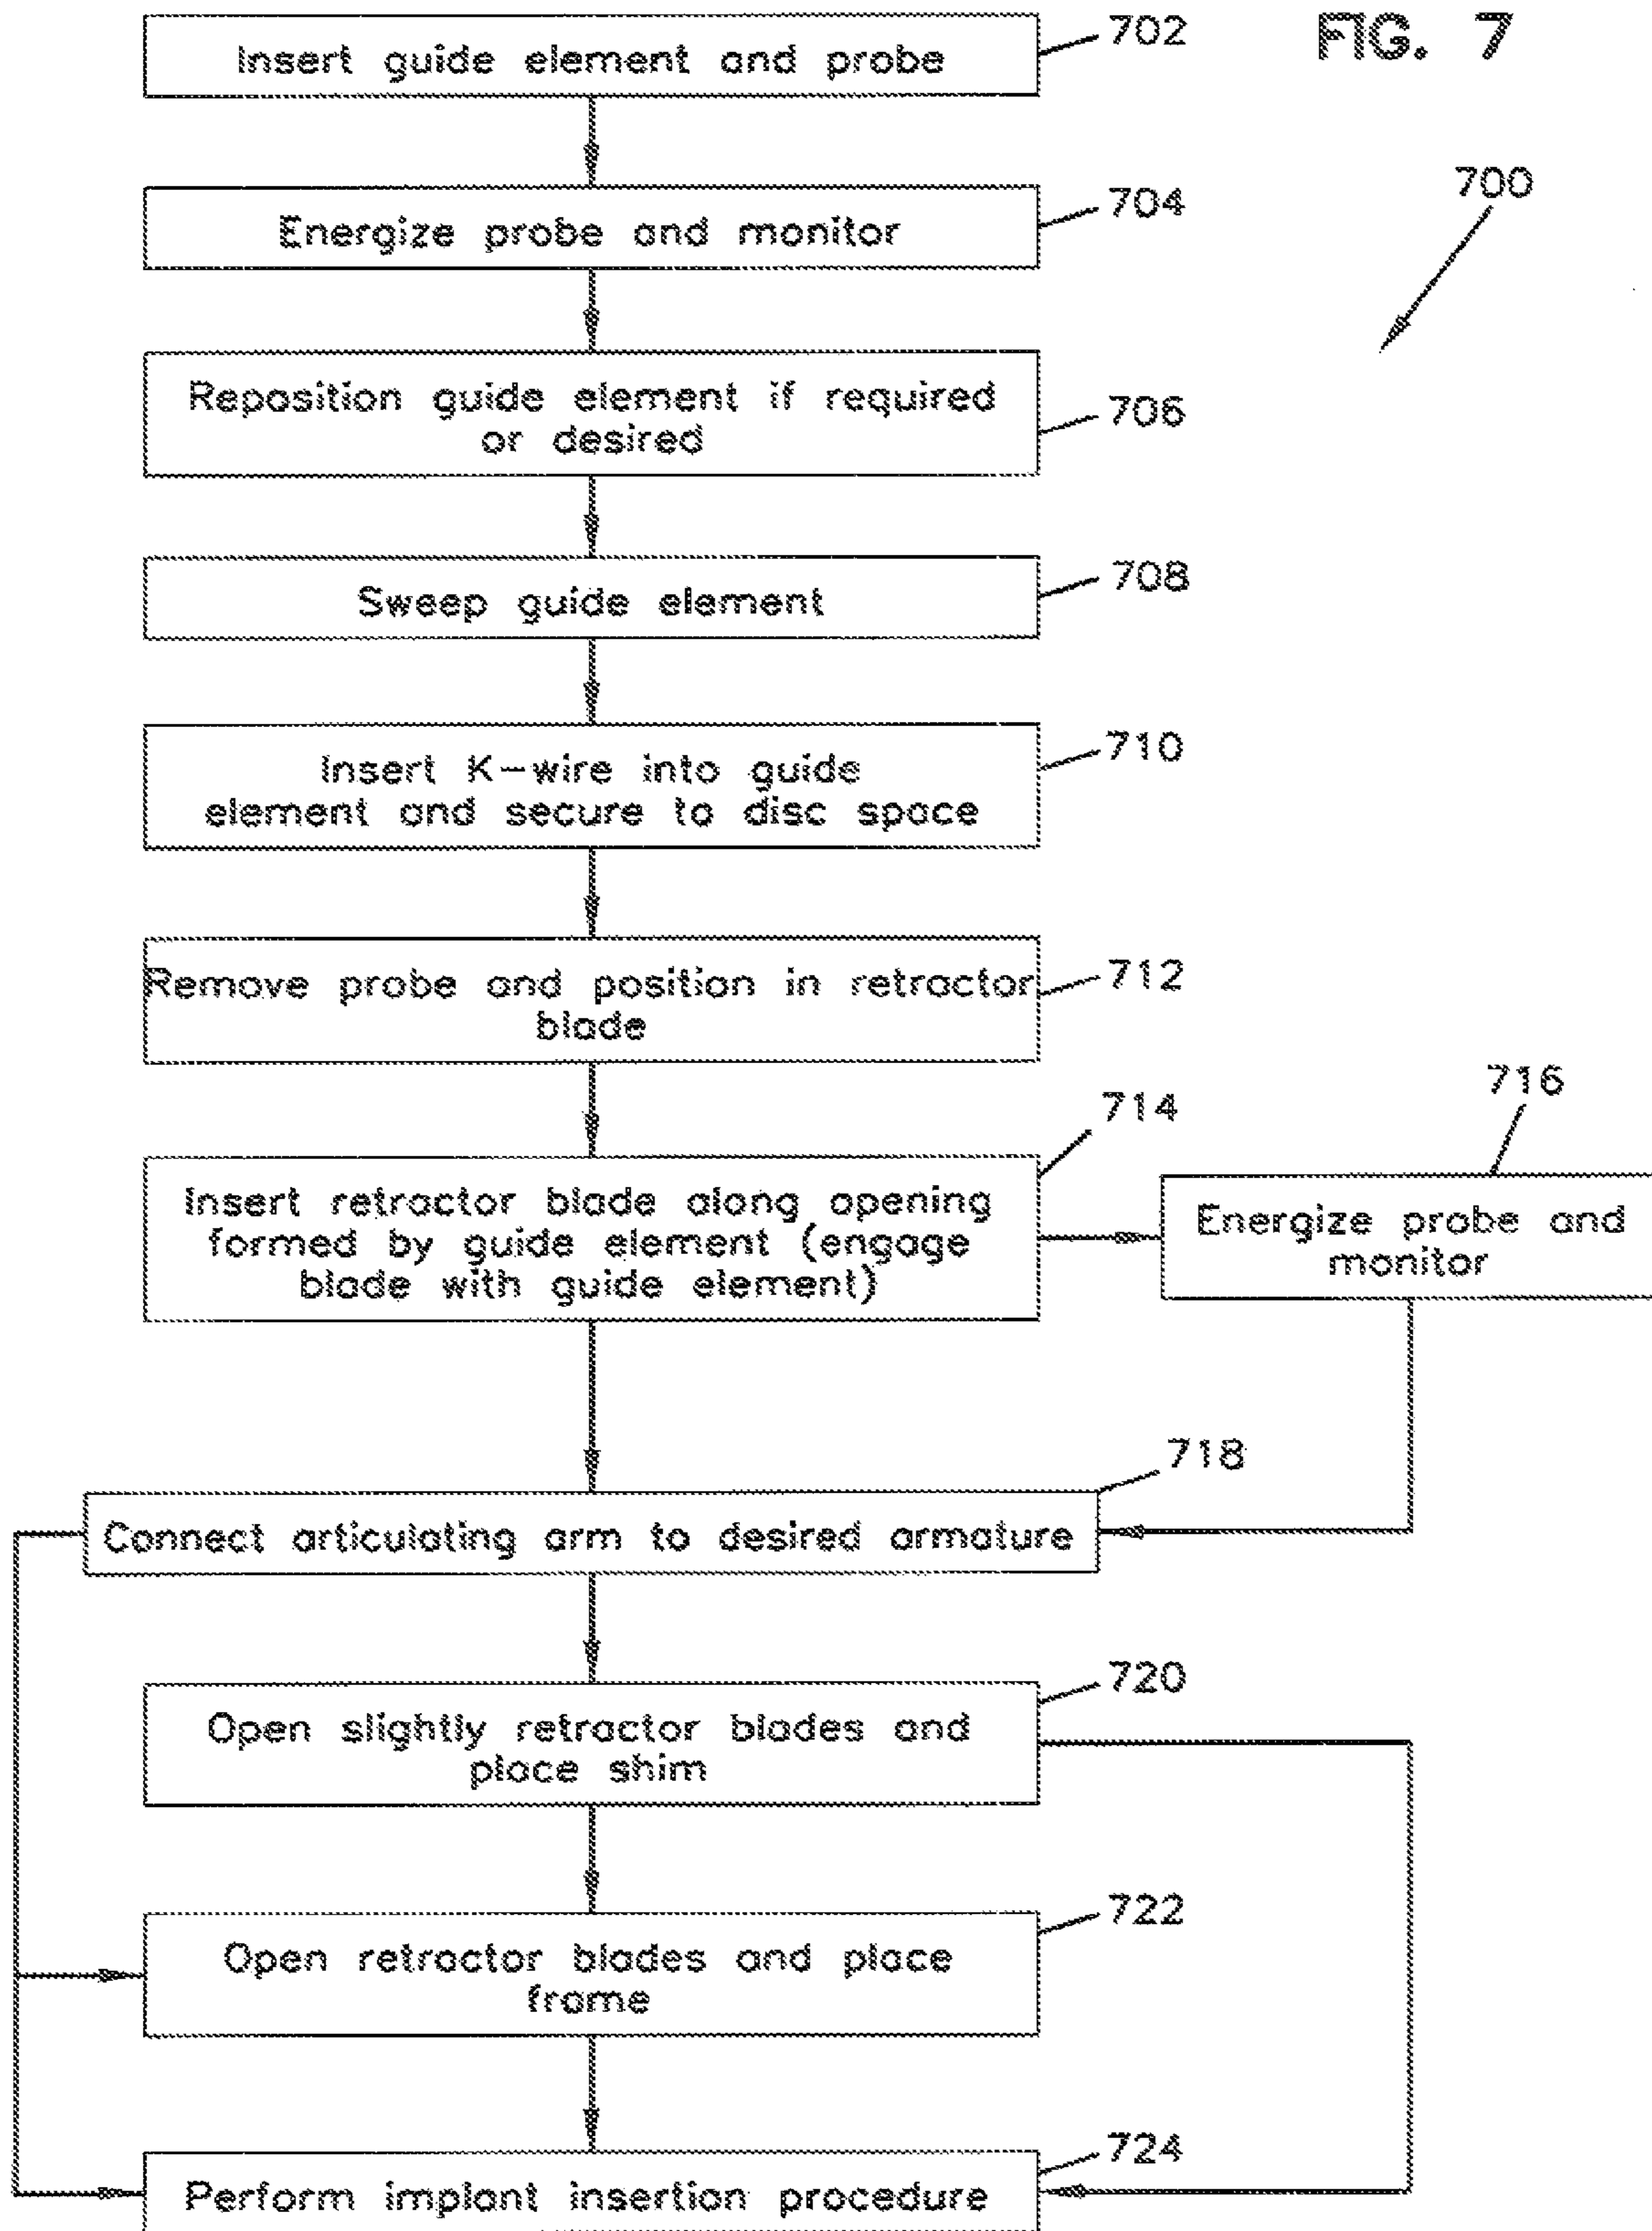 FIG. 7
702
Insert guide element and probe
700
704
Energize probe and monitor
706
Reposition guide element if required
or desired
708
Sweep guide element
710
Insert K-wire into guide
element and secure to disc space
712
Remove probe and position in retractor
blade
714
Insert retractor blade along opening
formed by guide element (engage
blade with guide element)
716
Energize probe and
monitor
718
Connect articulating arm to desired armature
720
Open slightly retractor blades and
place shim
722
Open retractor blades and place
frame
724
Perform implant insertion procedure